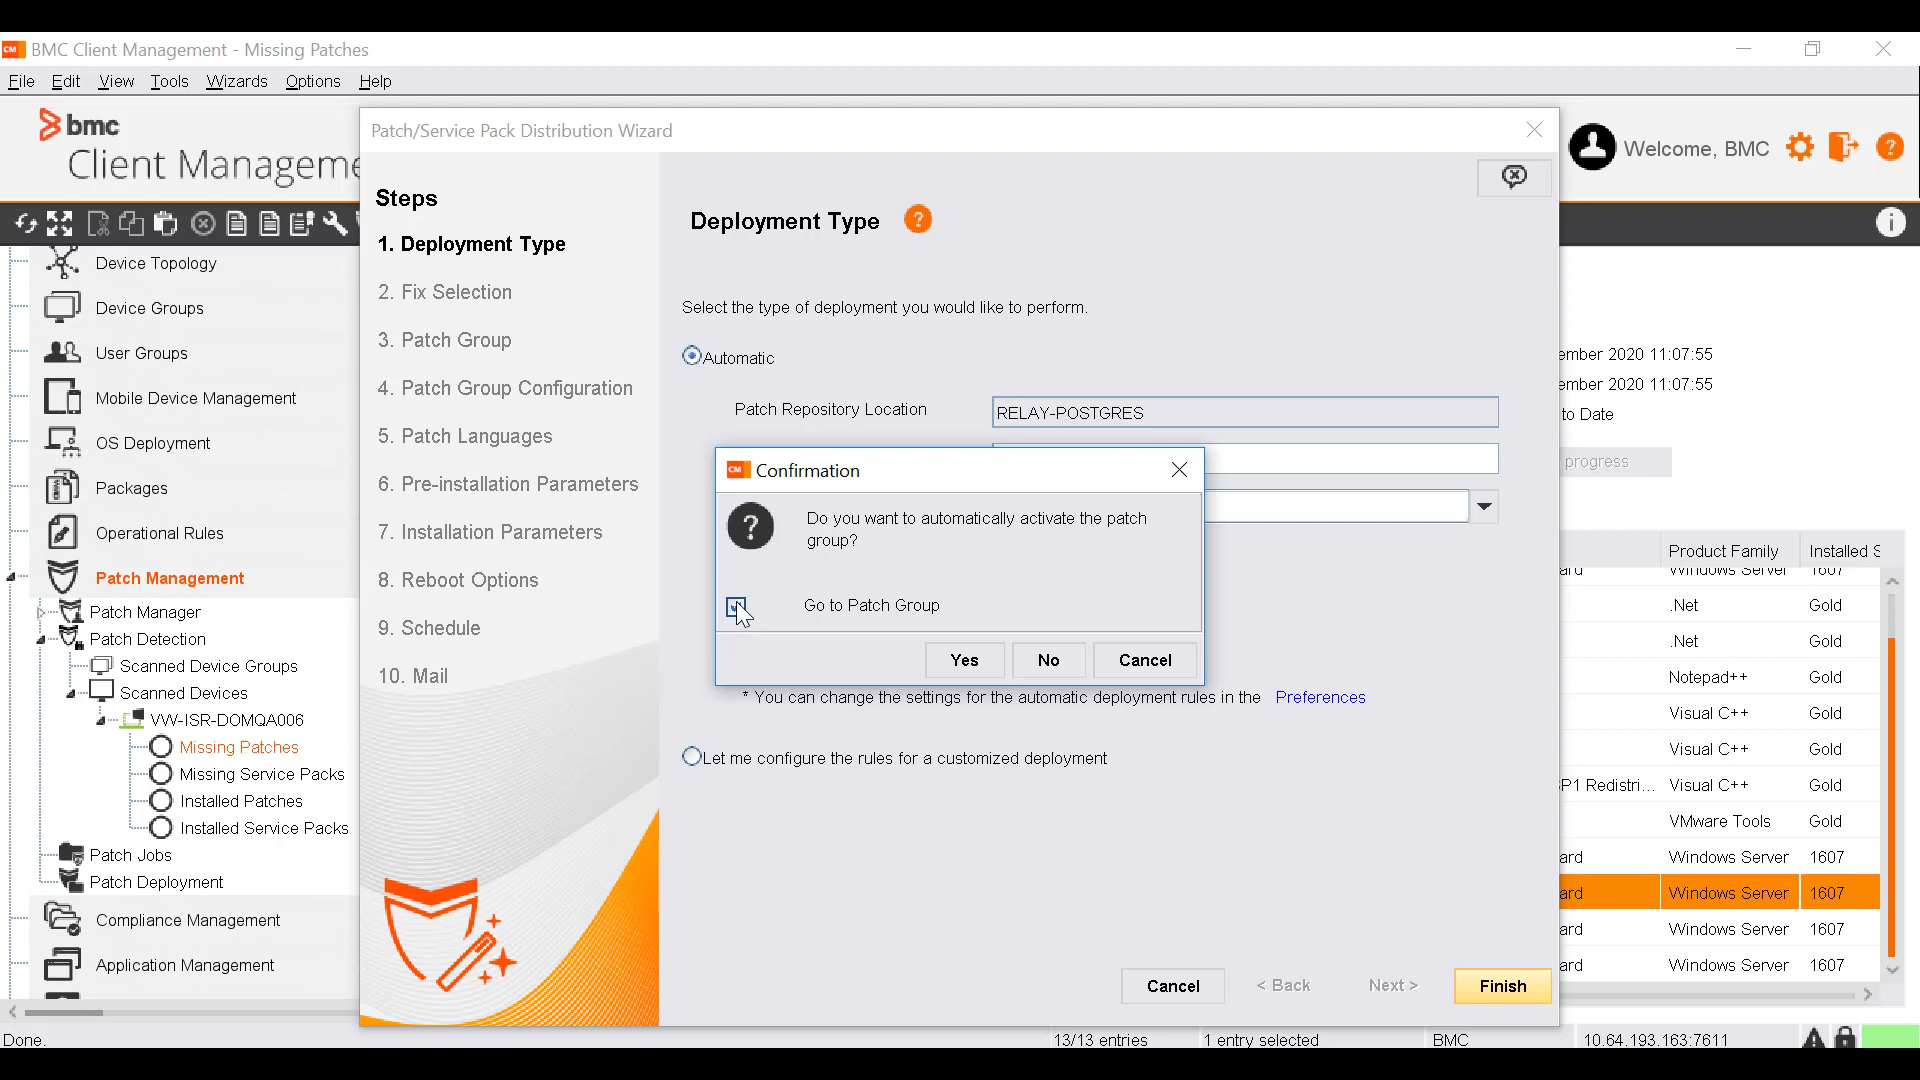 BMC Client Management - Missing Patches
File Edit View Tools Wizards Options Help
bmc
Client Manageme
Welcome, BMC
Patch/Service Pack Distribution Wizard
Steps
1. Deployment Type
2. Fix Selection
3. Patch Group
4. Patch Group Configuration
5. Patch Languages
6. Pre-installation Parameters
7. Installation Parameters
8. Reboot Options
9. Schedule
10. Mail
Deployment Type
Select the type of deployment you would like to perform.
Automatic
Patch Repository Location RELAY-POSTGRES
Confirmation
Do you want to automatically activate the patch
group?
Go to Patch Group
Yes No Cancel
* You can change the settings for the automatic deployment rules in the Preferences
Let me configure the rules for a customized deployment
Cancel < Back Next > Finish
Device Topology
Device Groups
User Groups
Mobile Device Management
OS Deployment
Packages
Operational Rules
Patch Management
Patch Manager
Patch Detection
Scanned Device Groups
Scanned Devices
VW-ISR-DOMQA006
Missing Patches
Missing Service Packs
Installed Patches
Installed Service Packs
Patch Jobs
Patch Deployment
Compliance Management
Application Management
ember 2020 11:07:55
ember 2020 11:07:55
to Date
progress
Product Family Installed S
.Net Gold
.Net Gold
Notepad++ Gold
Visual C++ Gold
Visual C++ Gold
P1 Redistri... Visual C++ Gold
VMware Tools Gold
ard Windows Server 1607
ard Windows Server 1607
ard Windows Server 1607
ard Windows Server 1607
Done. 13/13 entries 1 entry selected BMC 10.64.193.163:7611